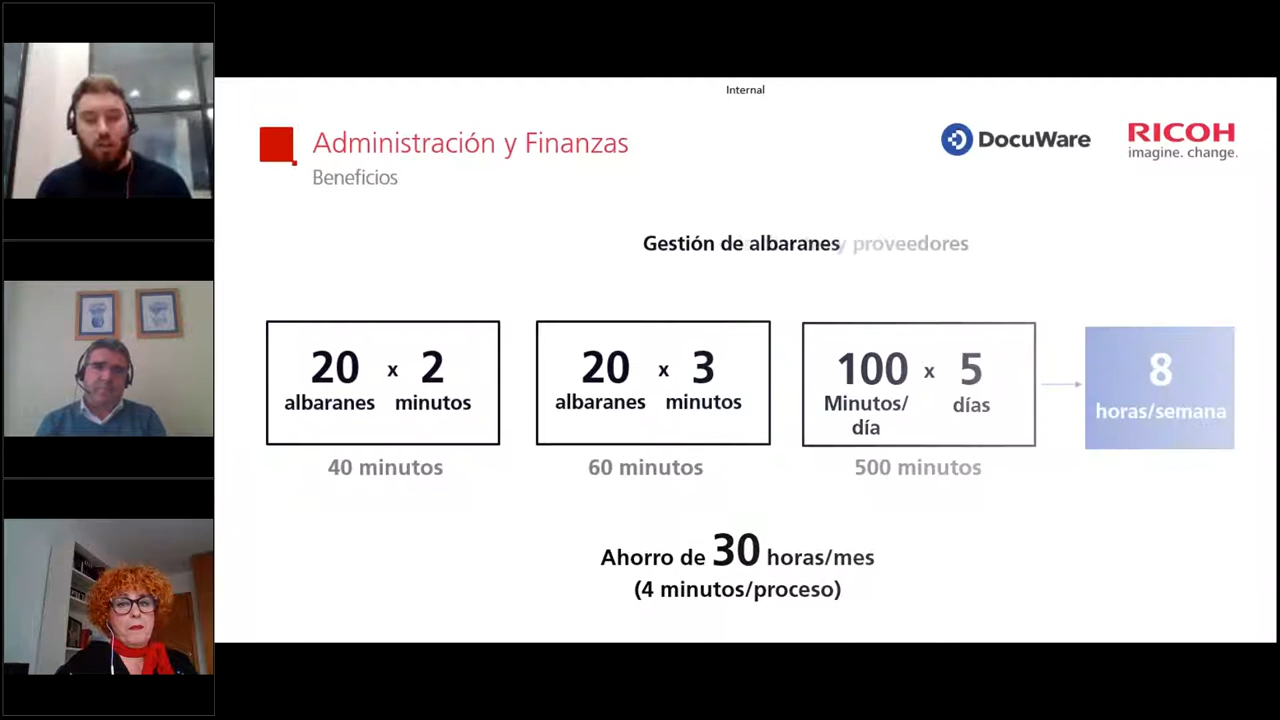 Internal
Administración y Finanzas
Beneficios
DocuWare
RICOH
imagine. change.
Gestión de albaranes y proveedores
20 x 2
albaranes minutos
40 minutos
20 x 3
albaranes minutos
60 minutos
100 x 5
Minutos/ días
día
500 minutos
8
horas/semana
Ahorro de 30 horas/mes
(4 minutos/proceso)